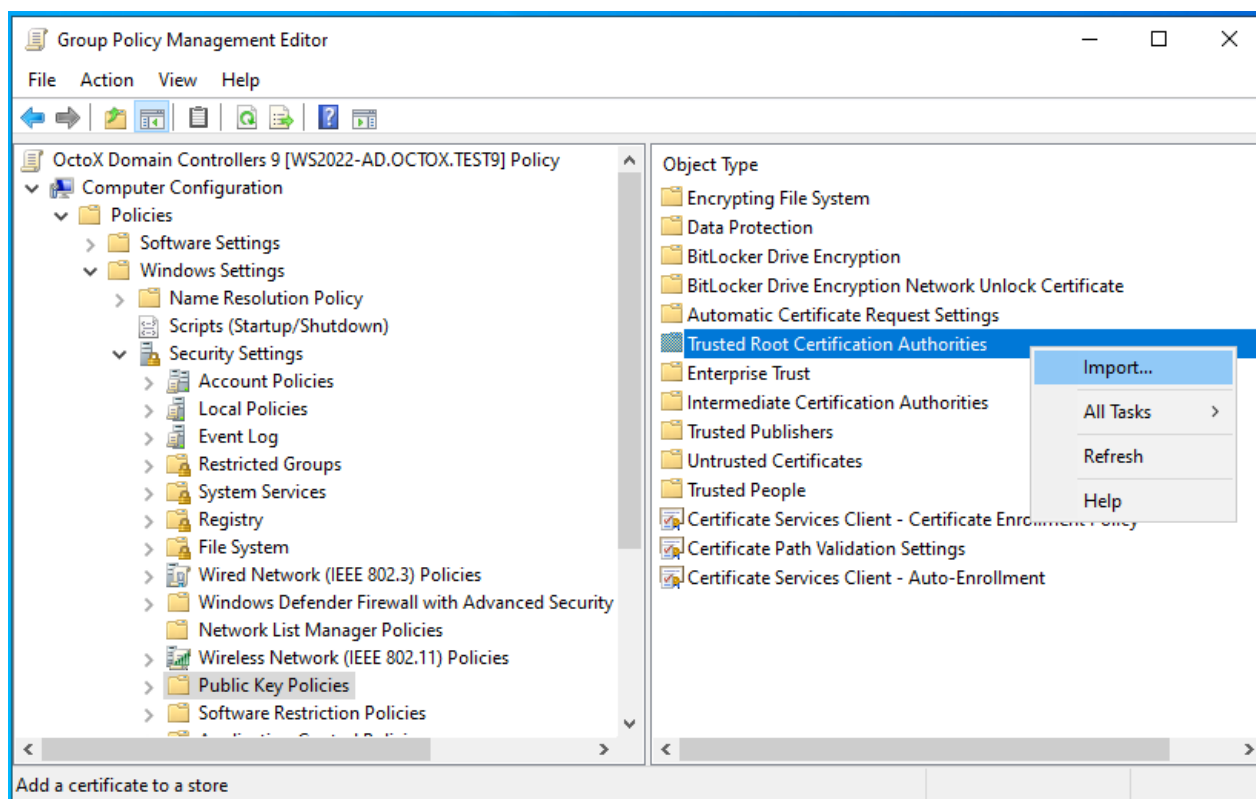 Group Policy Management Editor
File Action View Help
OctoX Domain Controllers 9 [WS2022-AD.OCTOX.TEST9] Policy
Computer Configuration
Policies
Software Settings
Windows Settings
Name Resolution Policy
Scripts (Startup/Shutdown)
Security Settings
Account Policies
Local Policies
Event Log
Restricted Groups
System Services
Registry
File System
Wired Network (IEEE 802.3) Policies
Windows Defender Firewall with Advanced Security
Network List Manager Policies
Wireless Network (IEEE 802.11) Policies
Public Key Policies
Software Restriction Policies
Object Type
Encrypting File System
Data Protection
BitLocker Drive Encryption
BitLocker Drive Encryption Network Unlock Certificate
Automatic Certificate Request Settings
Trusted Root Certification Authorities
Enterprise Trust
Intermediate Certification Authorities
Trusted Publishers
Untrusted Certificates
Trusted People
Certificate Services Client - Certificate Enrollment Policy
Certificate Path Validation Settings
Certificate Services Client - Auto-Enrollment
Import...
All Tasks
Refresh
Help
Add a certificate to a store